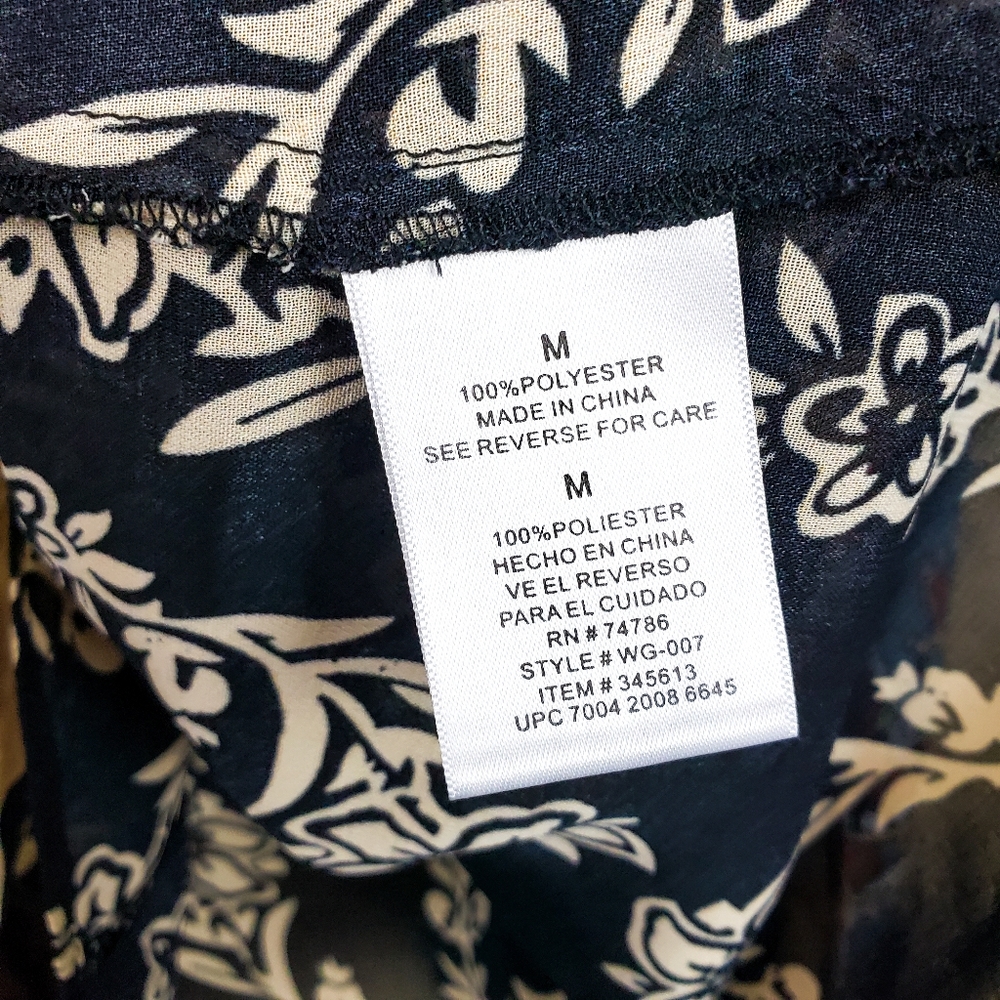 M
100%POLYESTER
MADE IN CHINA
SEE REVERSE FOR CARE
M
100%POLIESTER
HECHO EN CHINA
VE EL REVERSO
PARA EL CUIDADO
RN # 74786
STYLE # WG-007
ITEM # 345613
UPC 7004 2008 6645